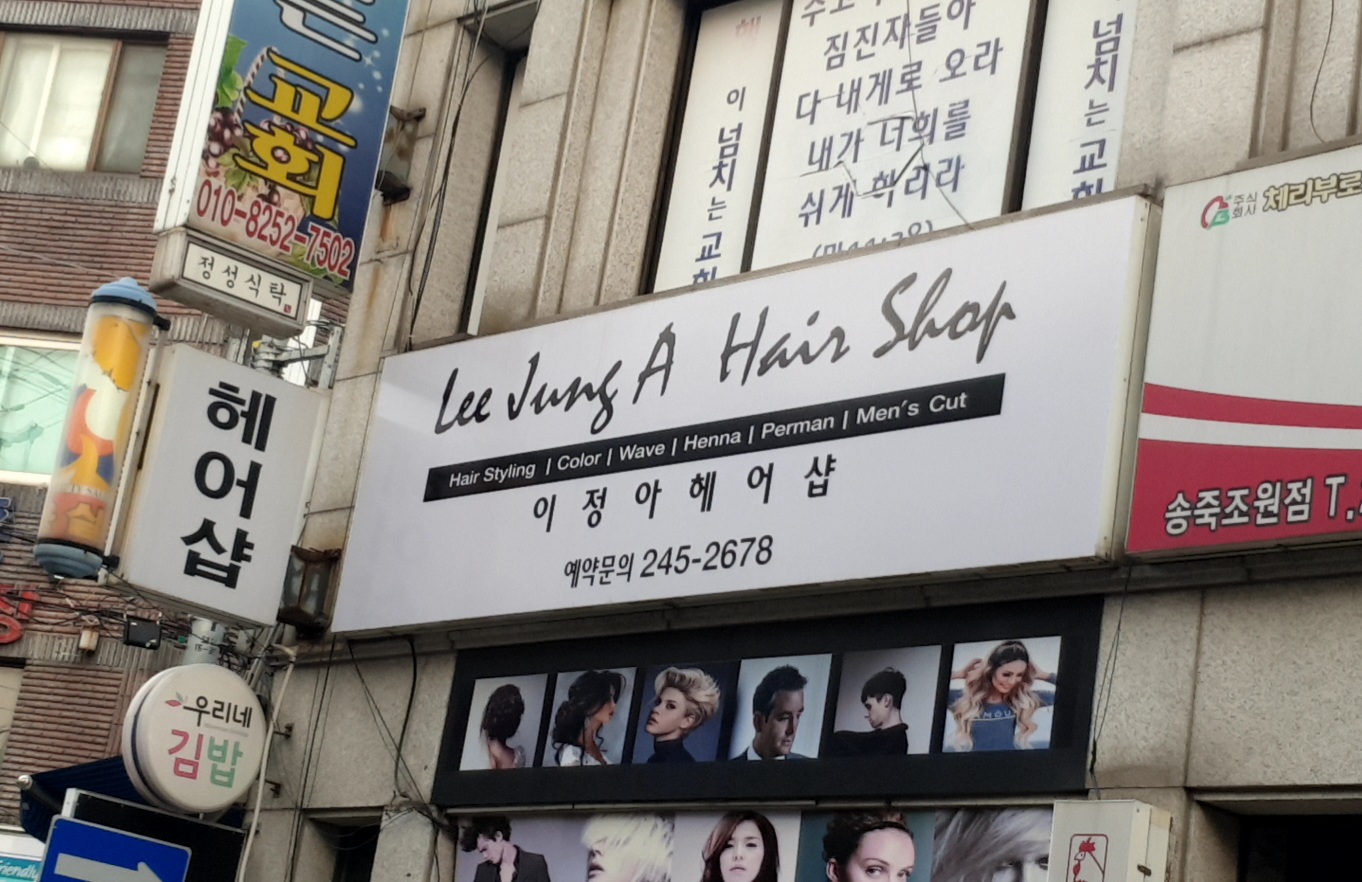 른
교회
010-8252-7502
정성식탁
헤
어
샵
우리네
김밥
이 넘치는 교회
짐진자들아
다 내게로 오라
내가 너희를
쉬게 하리라
넘치는 교회
Lee Jung A Hair Shop
Hair Styling | Color | Wave | Henna | Perman | Men's Cut
이 정 아 헤 어 샵
예약문의 245-2678
주식
회사
체리부로
송죽조원점 T.